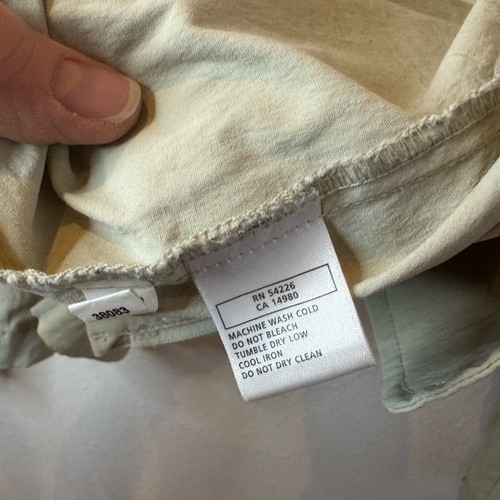 38083
RN 54226
CA 14980
MACHINE WASH COLD
DO NOT BLEACH
TUMBLE DRY LOW
COOL IRON
DO NOT DRY CLEAN